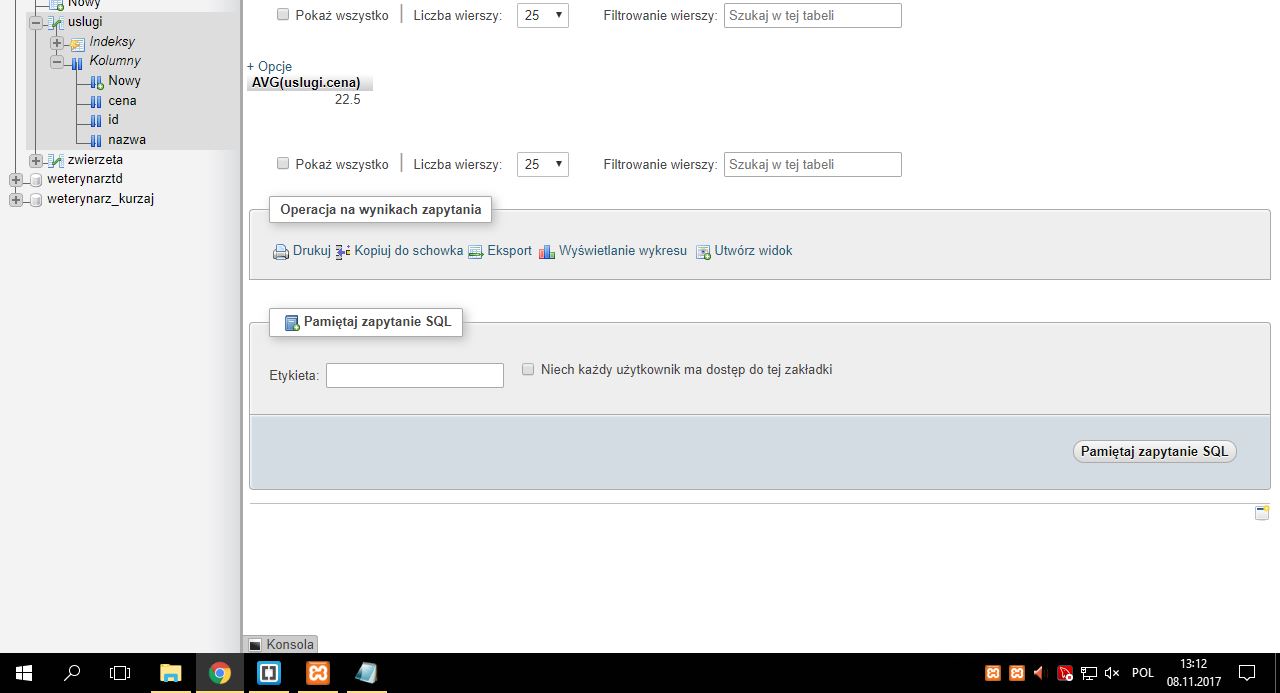 Nowy
uslugi
Indeksy
Kolumny
Nowy
cena
id
nazwa
zwierzeta
weterynarztd
weterynarz_kurzaj
Pokaż wszystko | Liczba wierszy: 25 Filtrowanie wierszy: Szukaj w tej tabeli
+ Opcje
AVG(uslugi.cena)
22.5
Pokaż wszystko | Liczba wierszy: 25 Filtrowanie wierszy: Szukaj w tej tabeli
Operacja na wynikach zapytania
Drukuj Kopiuj do schowka Eksport Wyświetlanie wykresu Utwórz widok
Pamiętaj zapytanie SQL
Etykieta: Niech każdy użytkownik ma dostęp do tej zakładki
Pamiętaj zapytanie SQL
Konsola
POL 13:12
08.11.2017